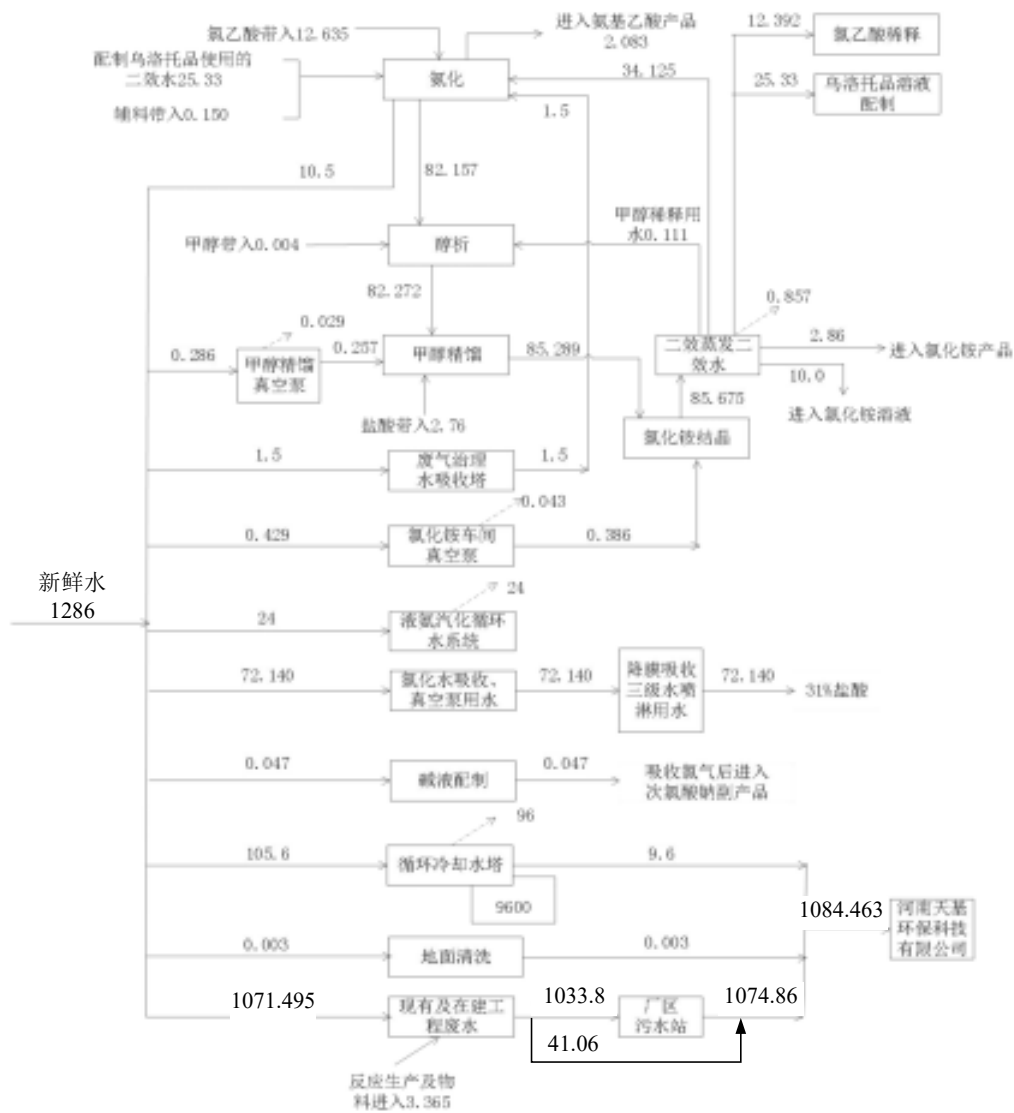 氯乙酸带入12.635
进入氨基乙酸产品
2.083
12.392
氯乙酸稀释
配制乌洛托品使用的
二效水25.33
氨化
34.125
25.33
乌洛托品溶液
配制
辅料带入0.150
1.5
10.5
82.157
甲醇稀释用
水0.111
甲醇带入0.004
醇析
82.272
0.857
0.029
0.286
甲醇精馏
真空泵
0.257
甲醇精馏
85.289
二效蒸发二
效水
2.86
进入氯化铵产品
10.0
85.675
进入氯化铵溶液
盐酸带入2.76
氯化铵结晶
1.5
废气治理
水吸收塔
1.5
0.043
0.429
氯化铵车间
真空泵
0.386
新鲜水
1286
24
24
液氨汽化循环
水系统
72.140
氯化水吸收、
真空泵用水
72.140
降膜吸收
三级水喷
淋用水
72.140
31%盐酸
0.047
碱液配制
0.047
吸收氯气后进入
次氯酸钠副产品
96
105.6
循环冷却水塔
9.6
9600
1084.463
河南天基
环保科技
有限公司
0.003
地面清洗
0.003
1071.495
现有及在建工
程废水
1033.8
厂区
污水站
1074.86
41.06
反应生产及物
料进入3.365